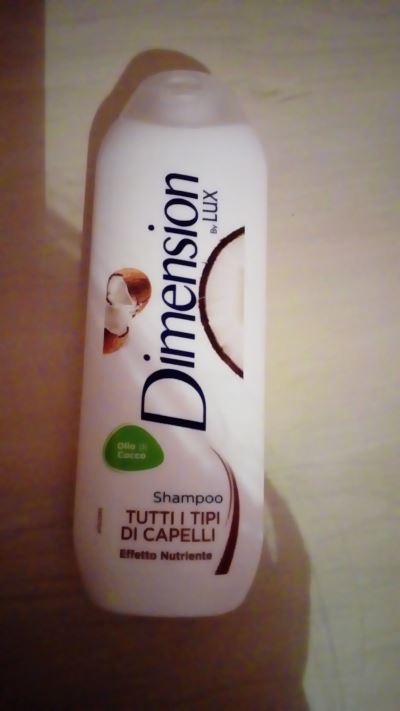 Dimension
By LUX
Olio di
Cocco
Shampoo
TUTTI I TIPI
DI CAPELLI
Effetto Nutriente